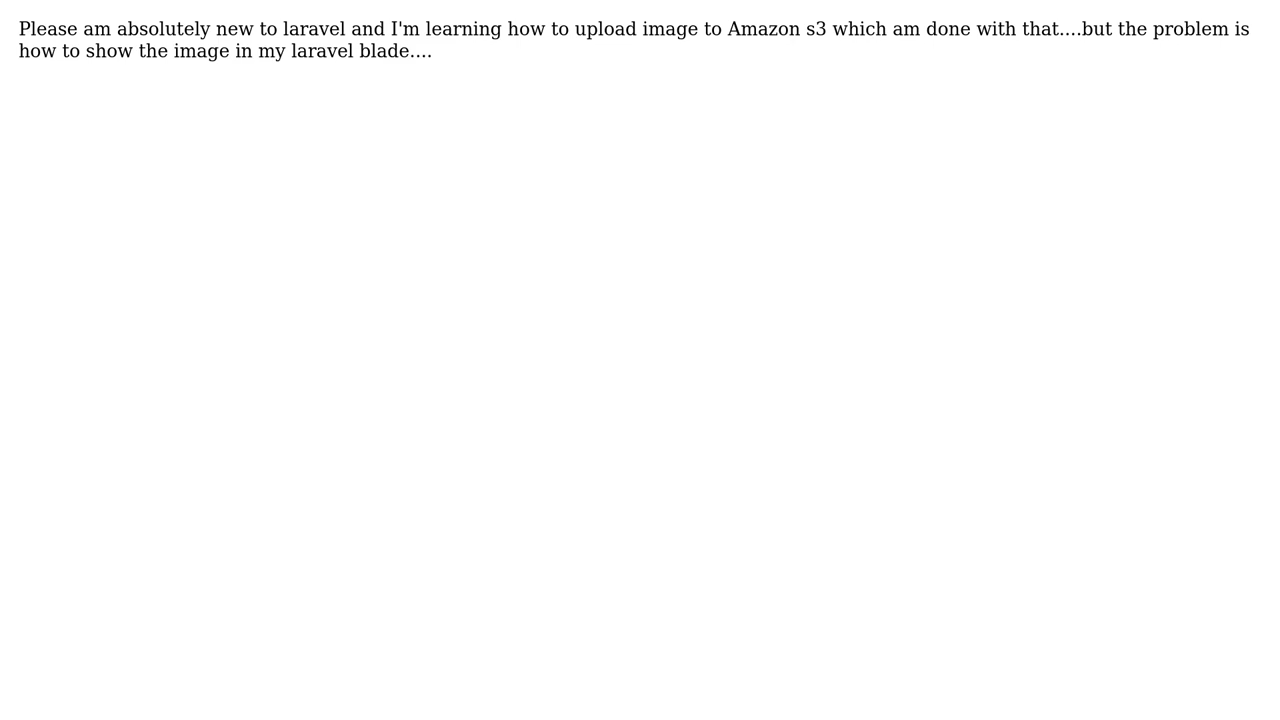 Please am absolutely new to laravel and I'm learning how to upload image to Amazon s3 which am done with that....but the problem is
how to show the image in my laravel blade....